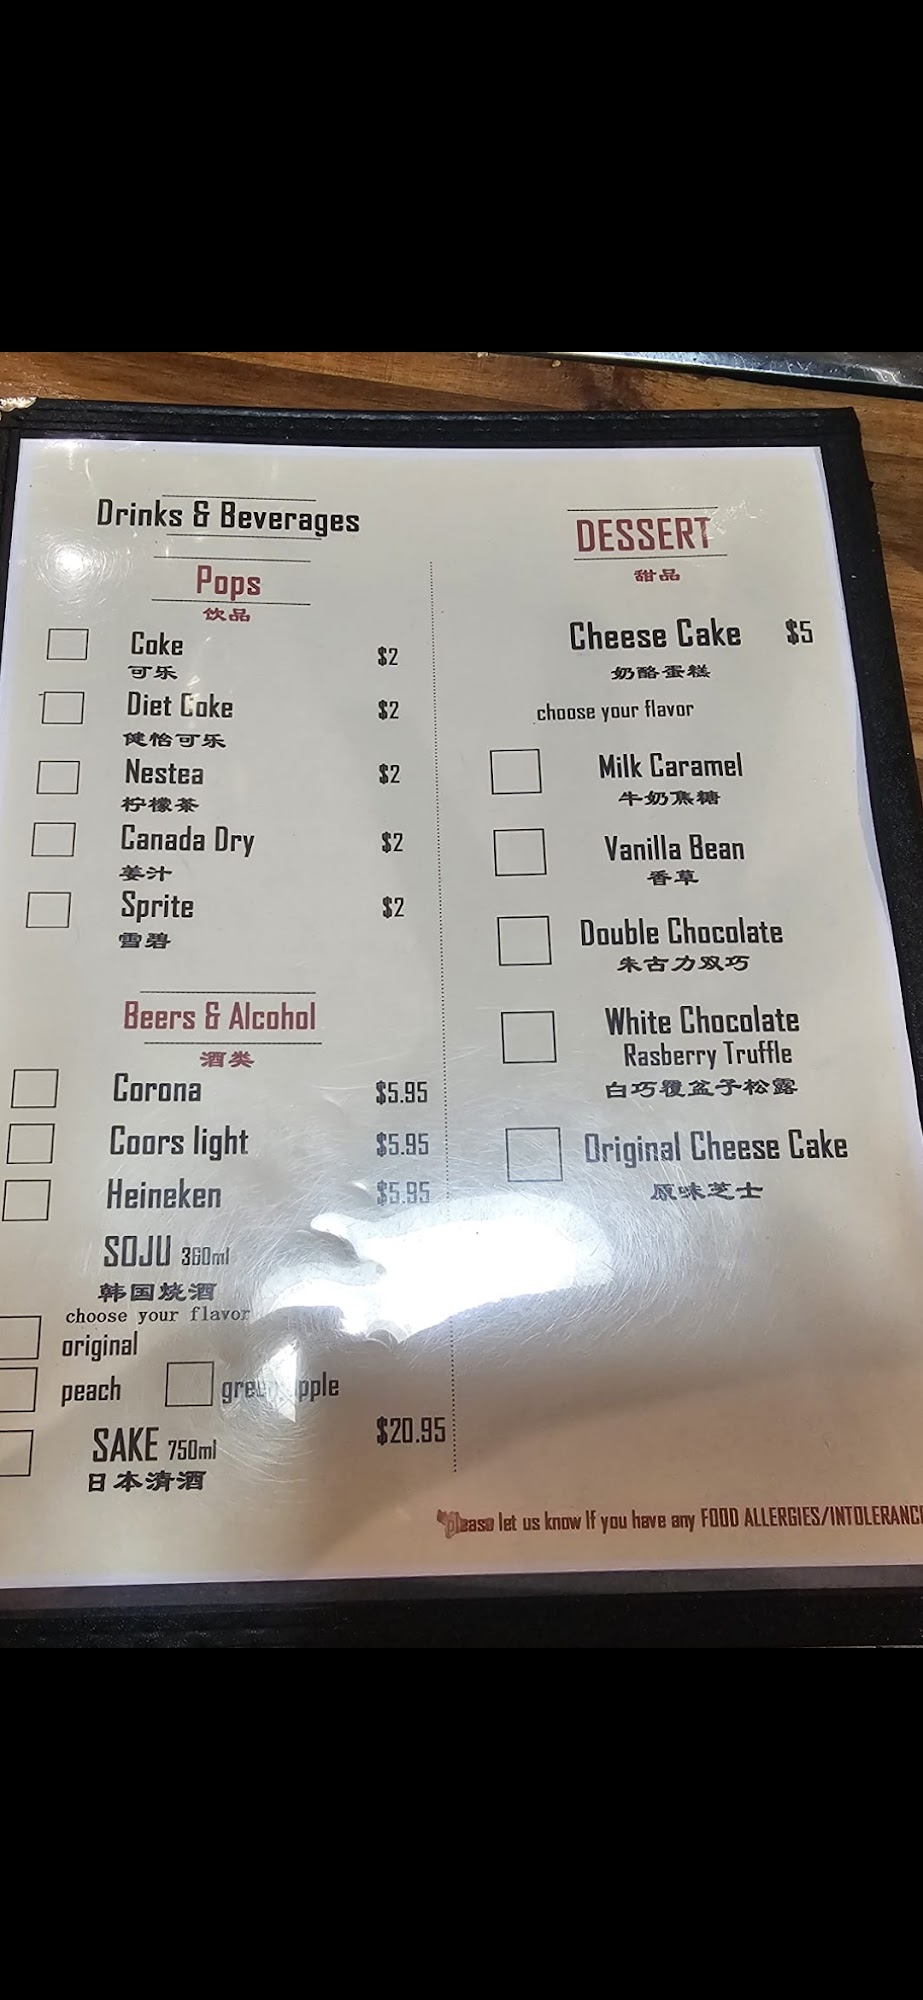 Drinks & Beverages
Pops
饮品
Coke $2
可乐
Diet Coke $2
健怡可乐
Nestea $2
柠檬茶
Canada Dry $2
姜汁
Sprite $2
雪碧
Beers & Alcohol
酒类
Corona $5.95
Coors light $5.95
Heineken $5.95
SOJU 360ml
韩国烧酒
choose your flavor
original
peach
apple
SAKE 750ml $20.95
日本清酒
DESSERT
甜品
Cheese Cake $5
奶酪蛋糕
choose your flavor
Milk Caramel
牛奶焦糖
Vanilla Bean
香草
Double Chocolate
朱古力双巧
White Chocolate
Rasberry Truffle
白巧覆盆子松露
Original Cheese Cake
原味芝士
please let us know If you have any FOOD ALLERGIES/INTOLERANC